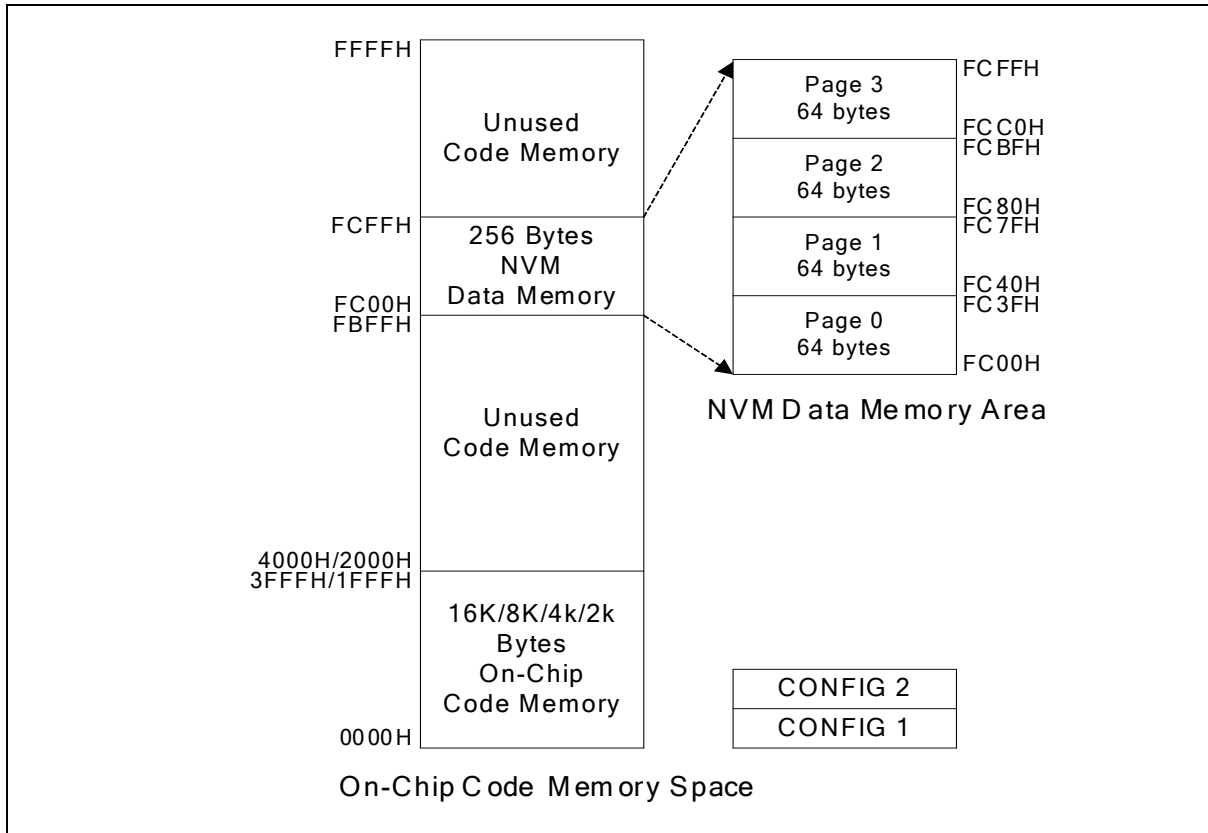 FFFFH
Unused
Code Memory
FCFFH
256 Bytes
NVM
Data Memory
FC00H
FBFFH
Unused
Code Memory
4000H/2000H
3FFFH/1FFFH
16K/8K/4k/2k
Bytes
On-Chip
Code Memory
0000H
On-Chip Code Memory Space
FCFFH
Page 3
64 bytes
FCC0H
FCBFH
Page 2
64 bytes
FC80H
FC7FH
Page 1
64 bytes
FC40H
FC3FH
Page 0
64 bytes
FC00H
NVM Data Memory Area
CONFIG 2
CONFIG 1